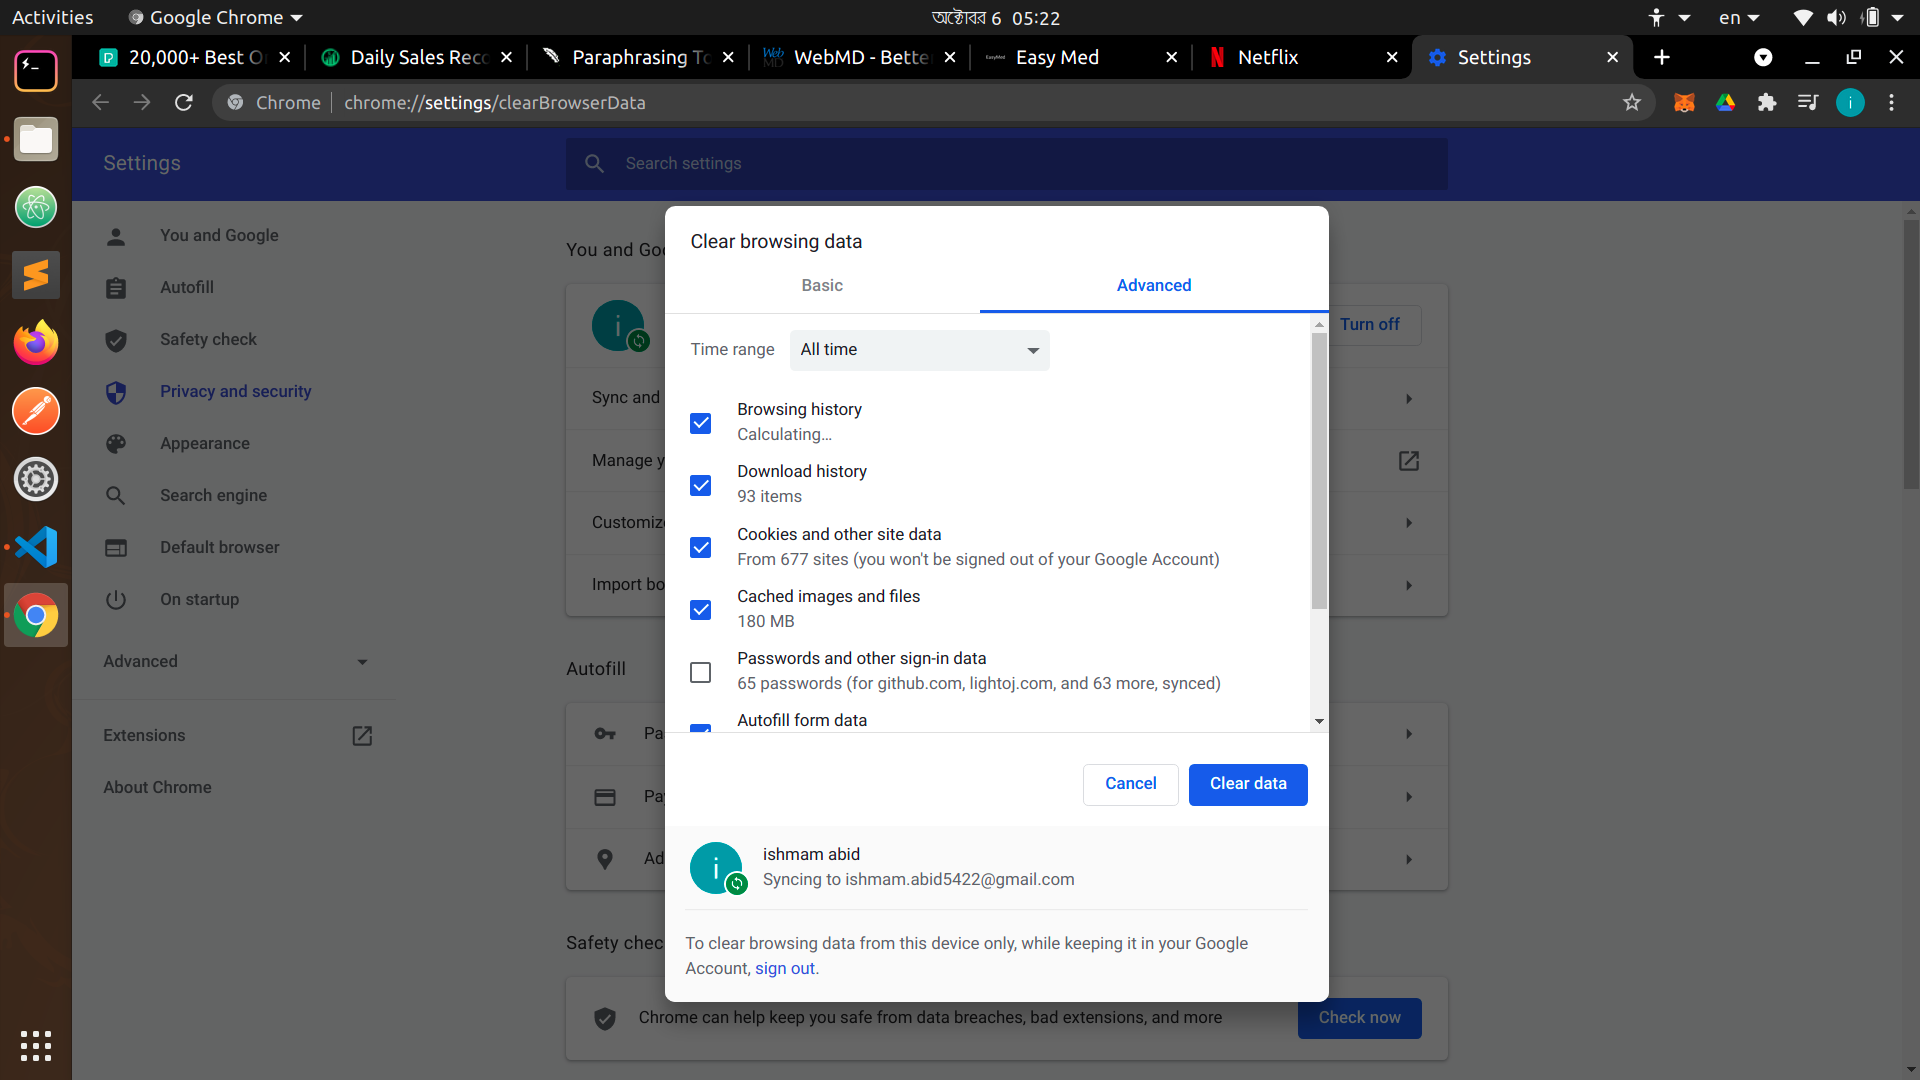 Activities
Google Chrome
অক্টোবর 6 05:22
en
20,000+ Best O
Daily Sales Reco
Paraphrasing To
WebMD - Better
Easy Med
Netflix
Settings
Chrome
chrome://settings/clearBrowserData
i
Settings
Search settings
You and Google
Autofill
Safety check
Privacy and security
Appearance
Search engine
Default browser
On startup
Advanced
Extensions
About Chrome
You and Goo
i
Turn off
Sync and
Manage y
Customize
Import bo
Autofill
Pa
Pay
Ad
Safety chec
Chrome can help keep you safe from data breaches, bad extensions, and more
Check now
Clear browsing data
Basic
Advanced
Time range
All time
Browsing history
Calculating...
Download history
93 items
Cookies and other site data
From 677 sites (you won't be signed out of your Google Account)
Cached images and files
180 MB
Passwords and other sign-in data
65 passwords (for github.com, lightoj.com, and 63 more, synced)
Autofill form data
Cancel
Clear data
i
ishmam abid
Syncing to ishmam.abid5422@gmail.com
To clear browsing data from this device only, while keeping it in your Google
Account, sign out.